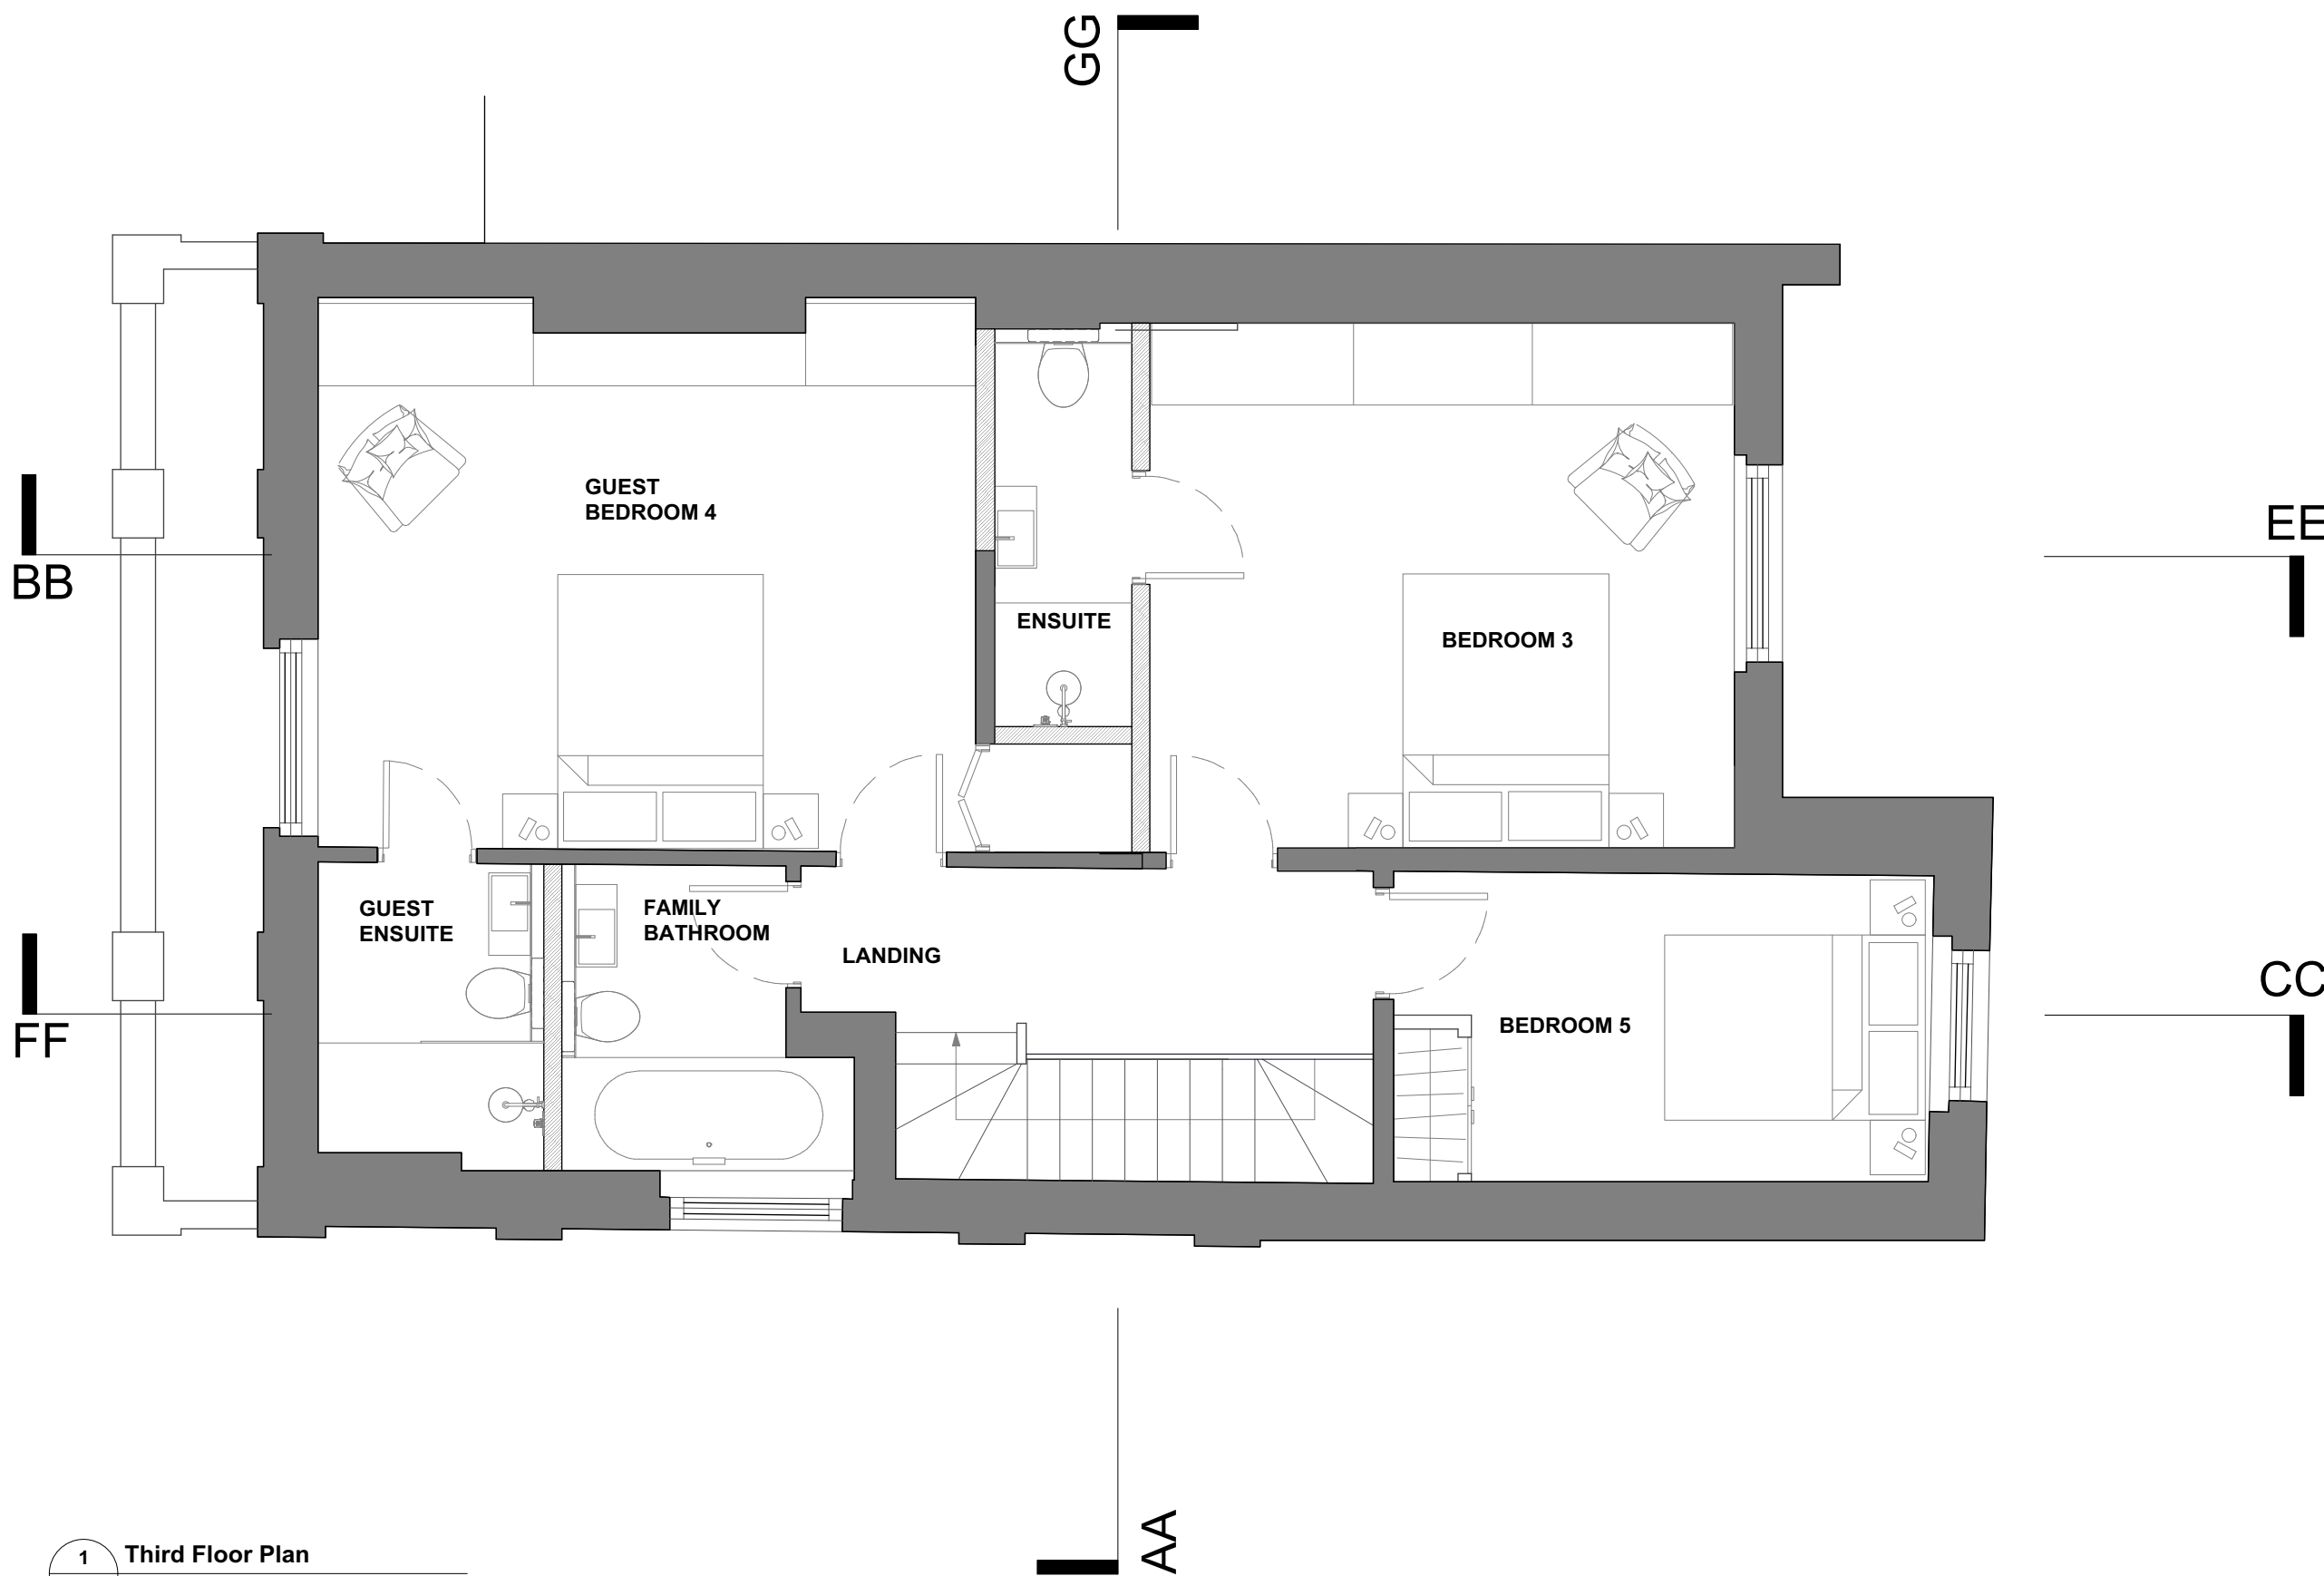 GG
GUEST
BEDROOM 4
EE
BB
ENSUITE
BEDROOM 3
GUEST
ENSUITE
FAMILY
BATHROOM
LANDING
CC
BEDROOM 5
FF
AA
1
Third Floor Plan